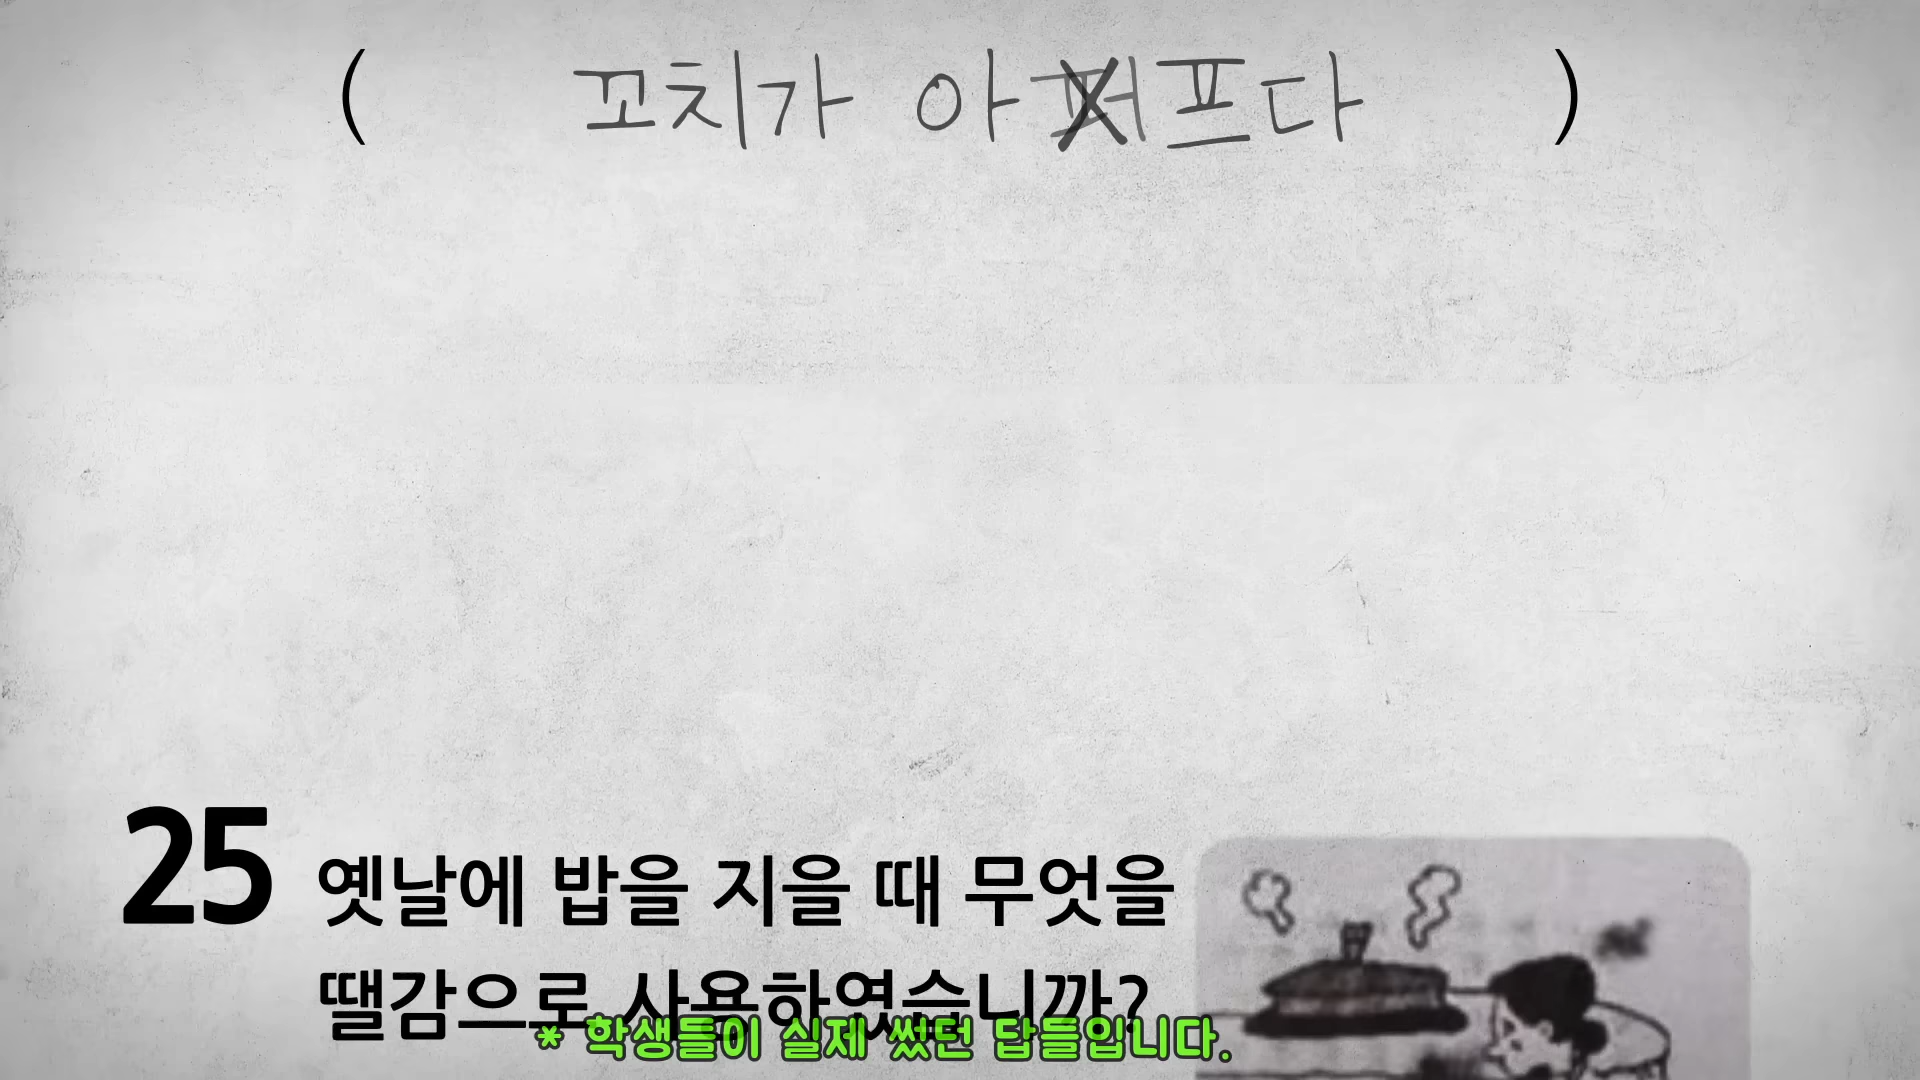 ( 꼬치가 아프다 )
25 옛날에 밥을 지을 때 무엇을
땔감으로 사용하였습니까?
* 학생들이 실제 썼던 답들입니다.